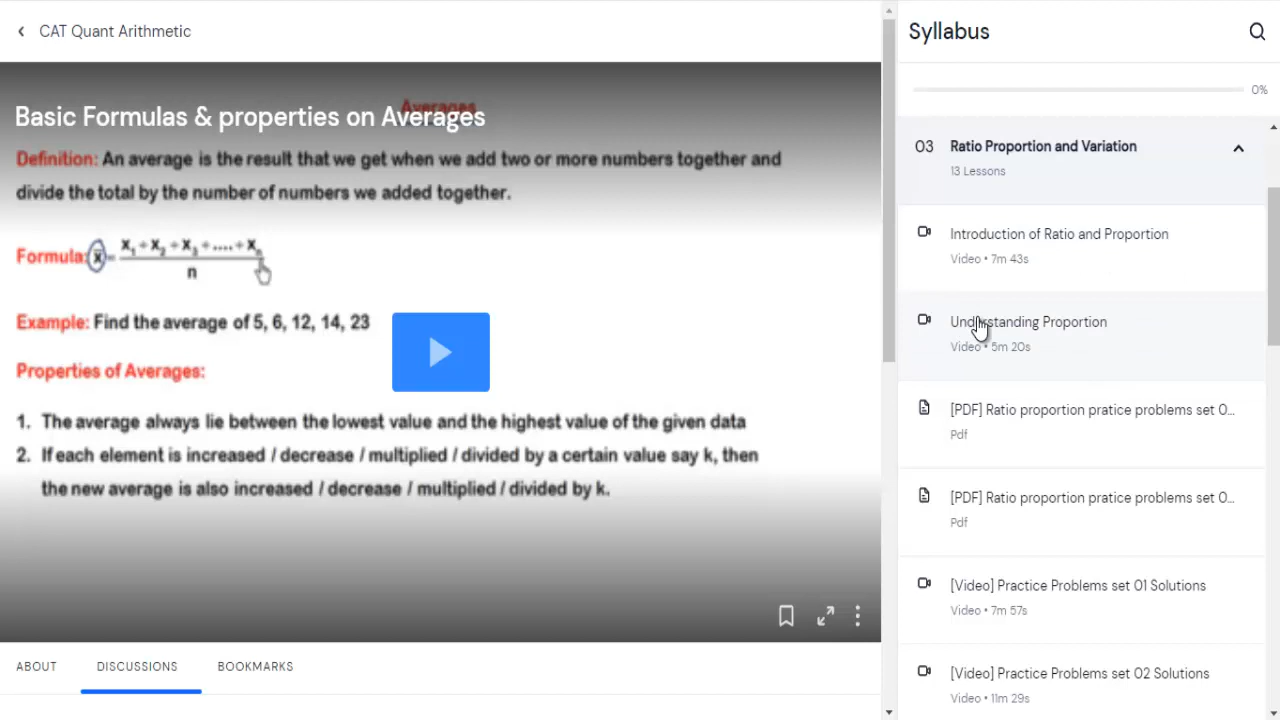 CAT Quant Arithmetic
Basic Formulas & properties on Averages
Averages
Definition: An average is the result that we get when we add two or more numbers together and
divide the total by the number of numbers we added together.
Formula: x̄ = x₁ + x₂ + x₃ + .... + xₙ
n
Example: Find the average of 5, 6, 12, 14, 23
Properties of Averages:
1. The average always lie between the lowest value and the highest value of the given data
2. If each element is increased / decrease / multiplied / divided by a certain value say k, then
the new average is also increased / decrease / multiplied / divided by k.
ABOUT
DISCUSSIONS
BOOKMARKS
Syllabus
0%
03
Ratio Proportion and Variation
13 Lessons
Introduction of Ratio and Proportion
Video • 7m 43s
Understanding Proportion
Video • 5m 20s
[PDF] Ratio proportion pratice problems set 0...
Pdf
[PDF] Ratio proportion pratice problems set 0...
Pdf
[Video] Practice Problems set 01 Solutions
Video • 7m 57s
[Video] Practice Problems set 02 Solutions
Video • 11m 29s